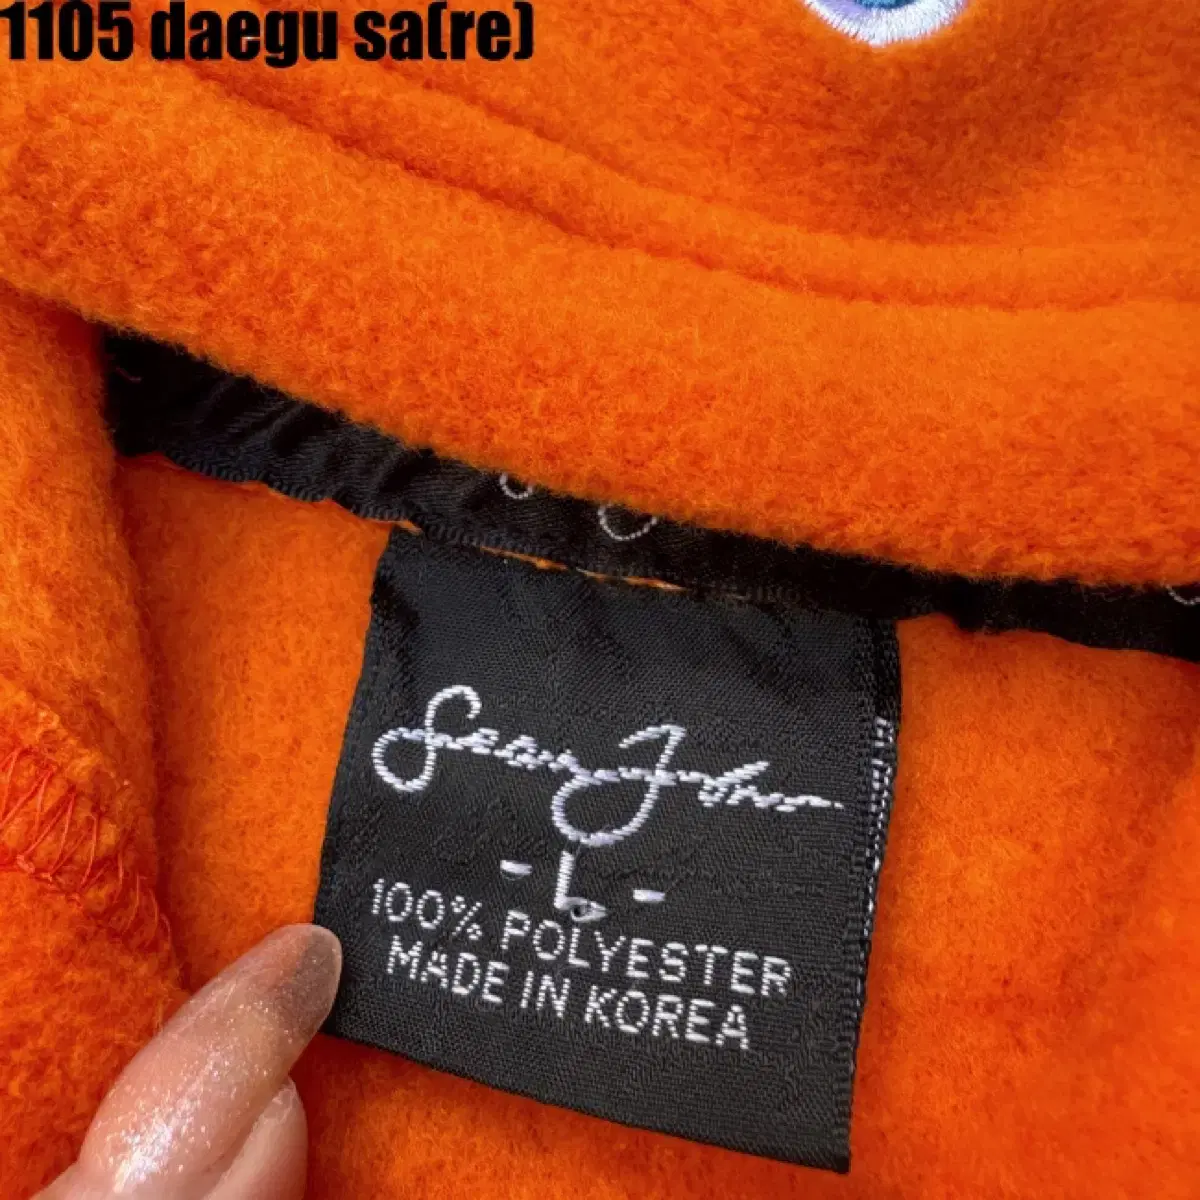 1105 daegu sa(re)
Sean John
- L -
100% POLYESTER
MADE IN KOREA